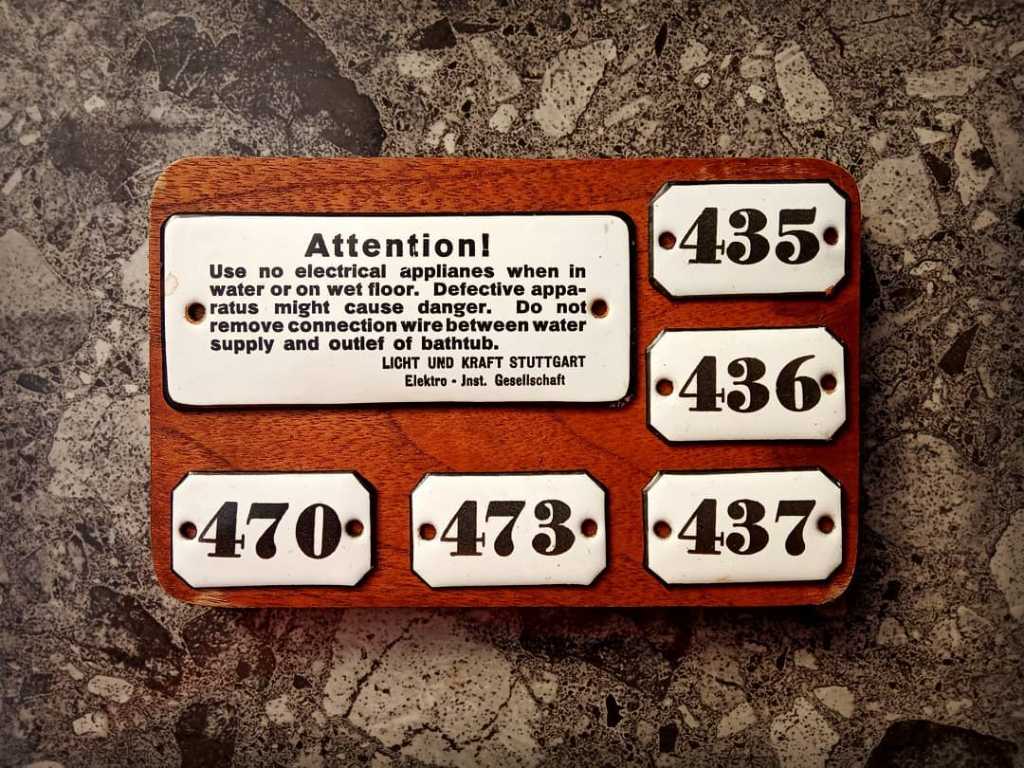 Attention!
Use no electrical applianes when in
water or on wet floor. Defective appa-
ratus might cause danger. Do not
remove connection wire between water
supply and outlef of bathtub.
LICHT UND KRAFT STUTTGART
Elektro - Jnst. Gesellschaft
435
436
470
473
437